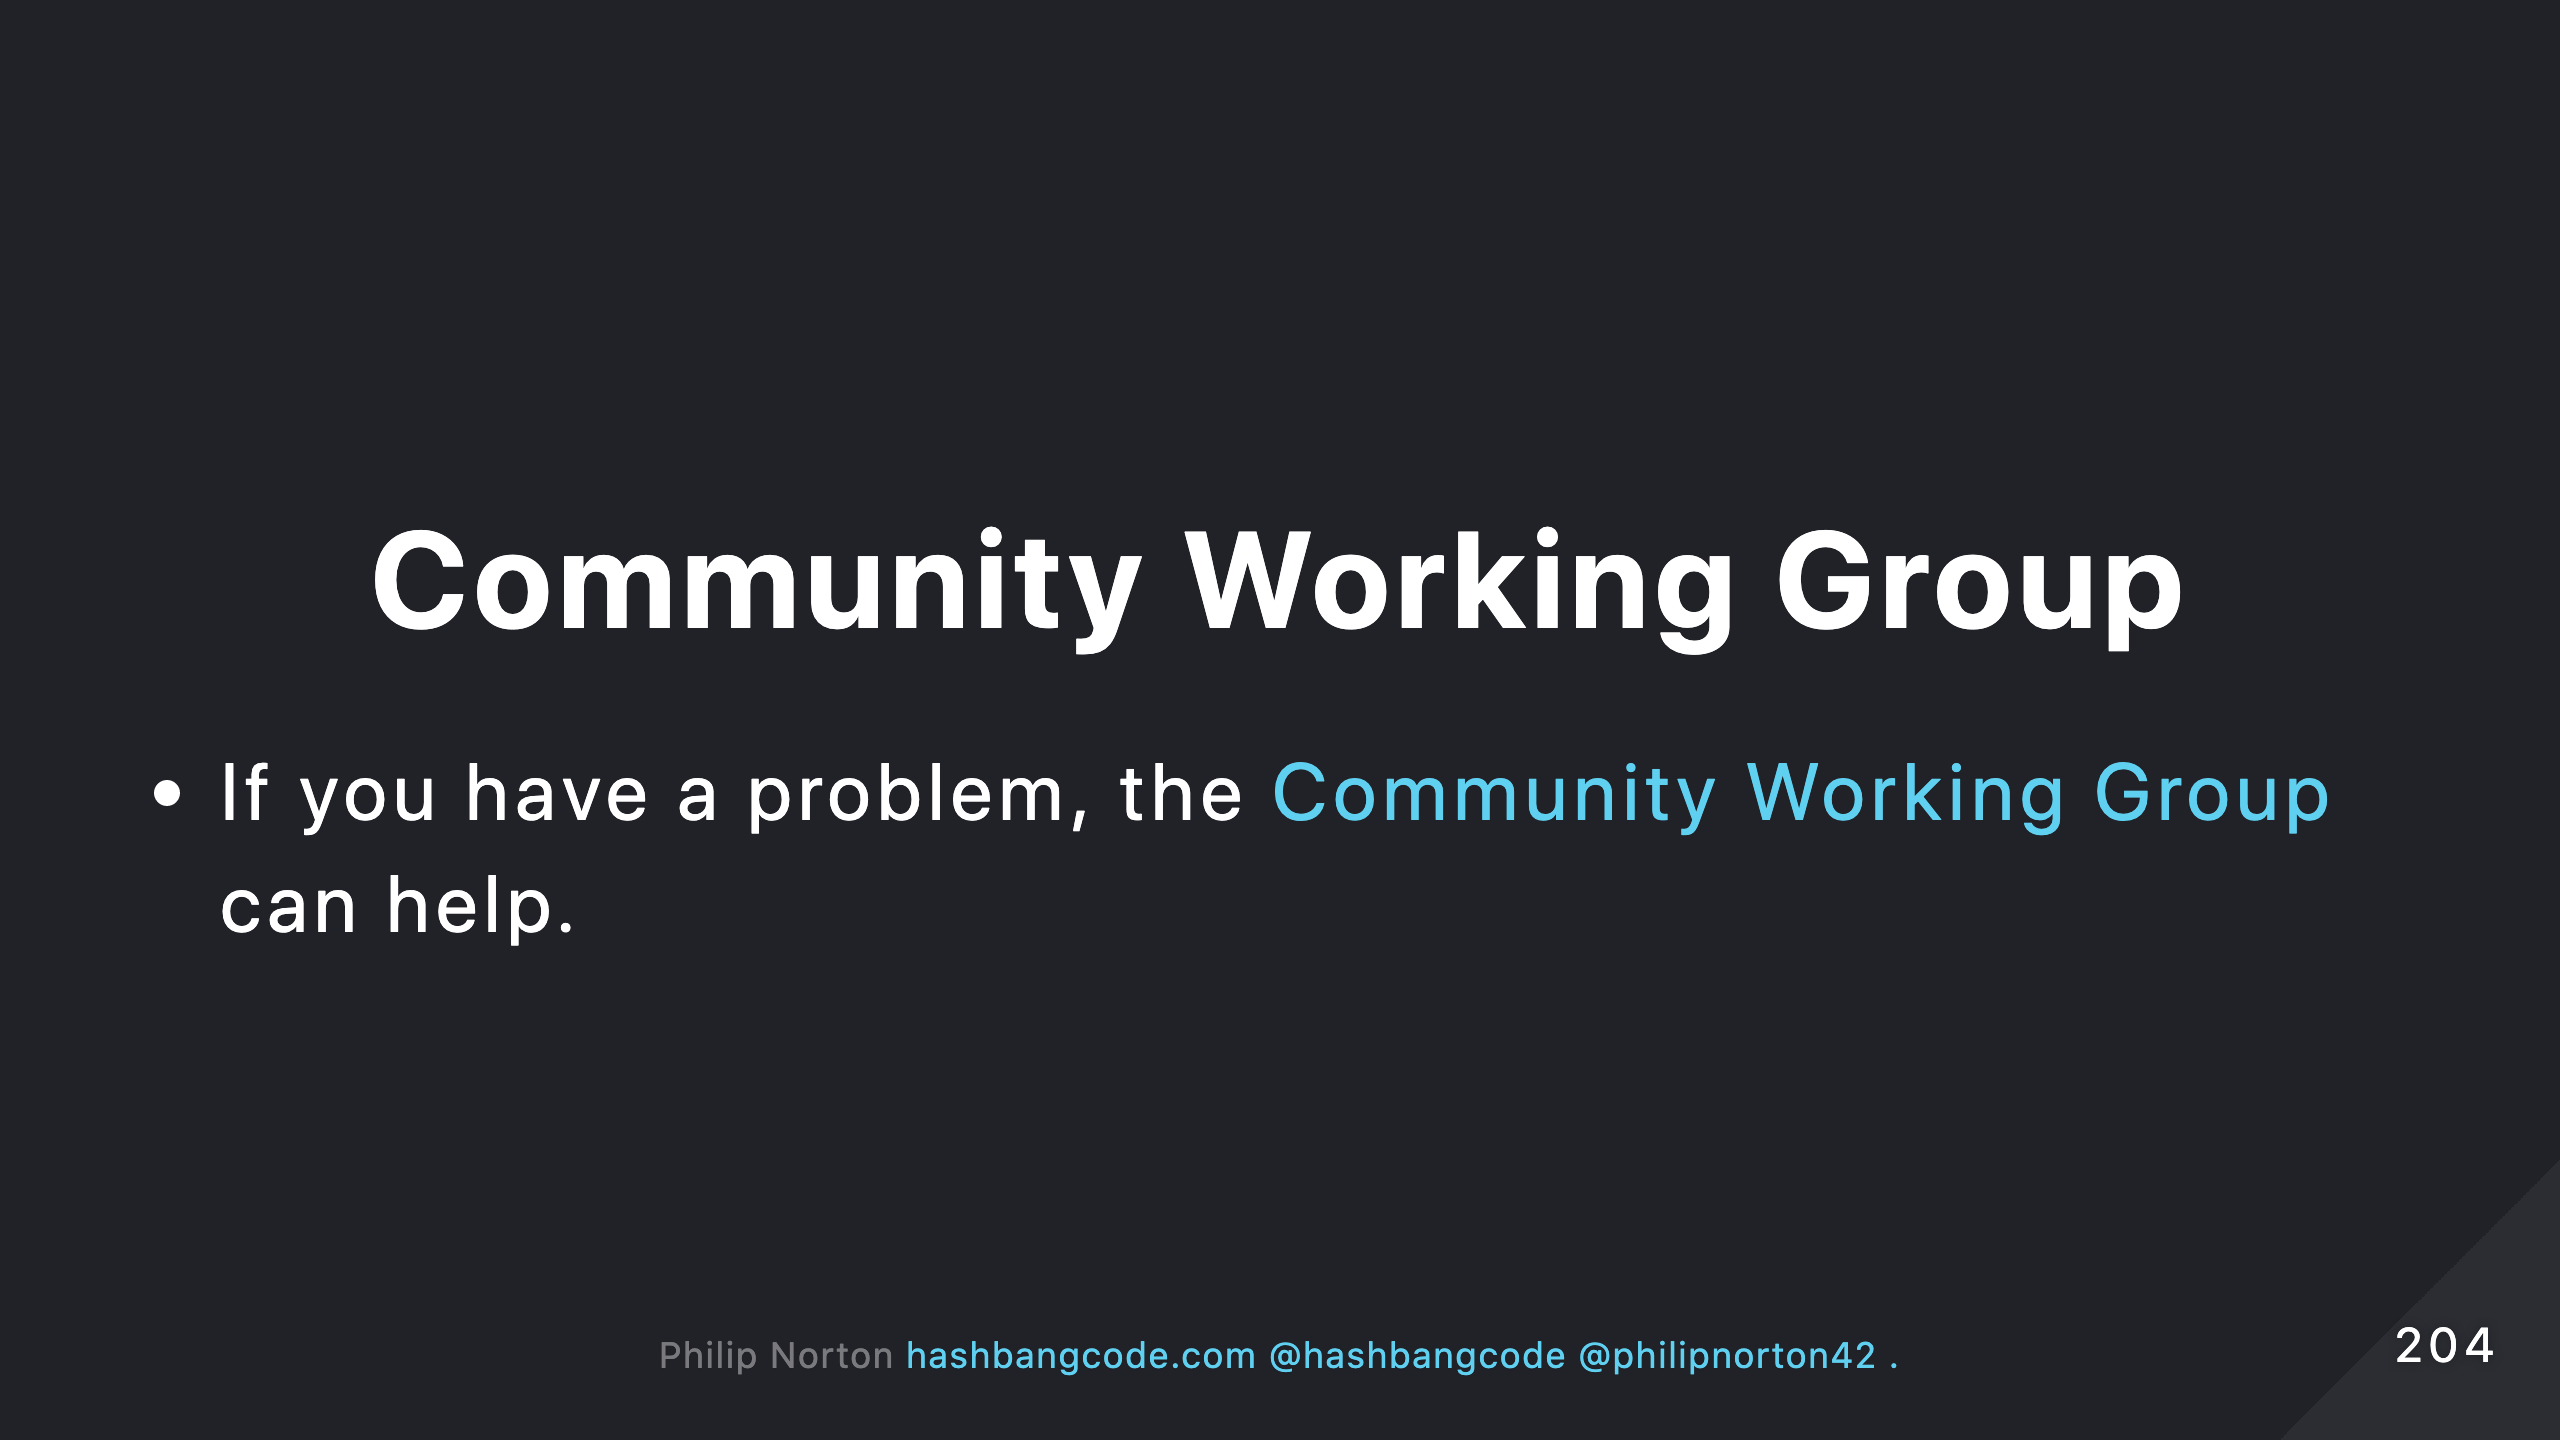 Community Working Group
• If you have a problem, the Community Working Group
can help.
Philip Norton hashbangcode.com @hashbangcode @philipnorton42 .
204